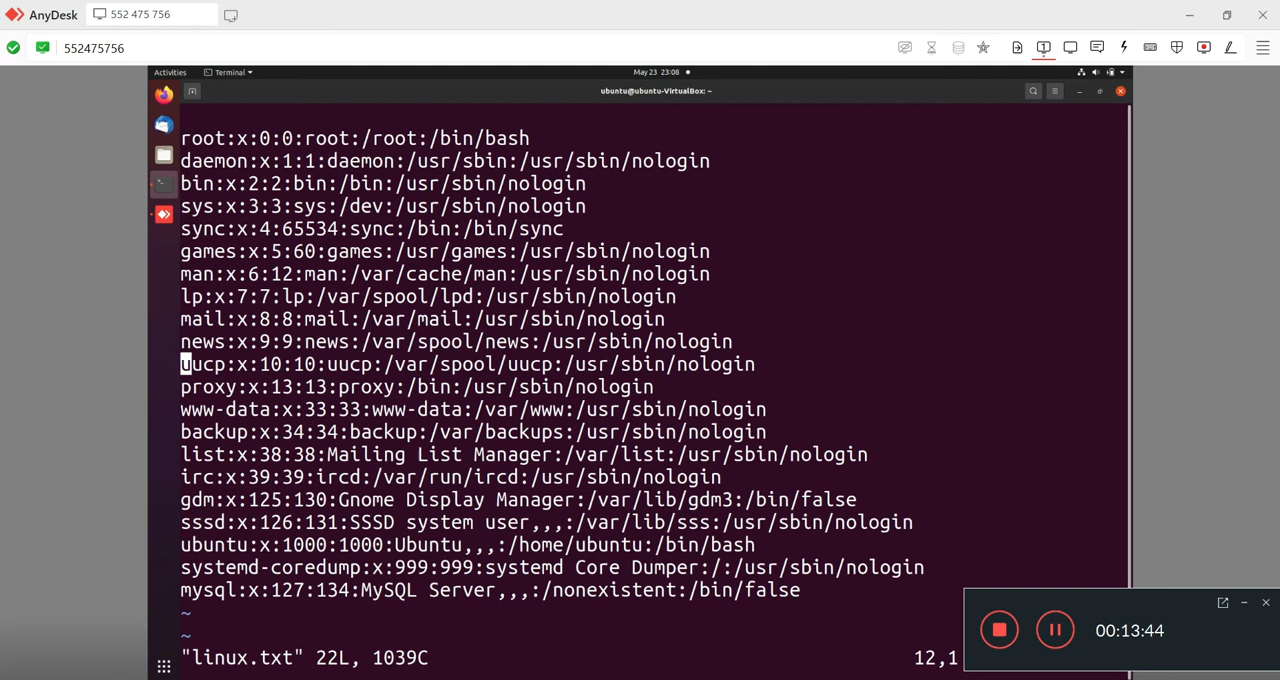 AnyDesk 552 475 756
552475756
1
Activities Terminal May 23 23:08
ubuntu@ubuntu-VirtualBox: ~
root:x:0:0:root:/root:/bin/bash
daemon:x:1:1:daemon:/usr/sbin:/usr/sbin/nologin
bin:x:2:2:bin:/bin:/usr/sbin/nologin
sys:x:3:3:sys:/dev:/usr/sbin/nologin
sync:x:4:65534:sync:/bin:/bin/sync
games:x:5:60:games:/usr/games:/usr/sbin/nologin
man:x:6:12:man:/var/cache/man:/usr/sbin/nologin
lp:x:7:7:lp:/var/spool/lpd:/usr/sbin/nologin
mail:x:8:8:mail:/var/mail:/usr/sbin/nologin
news:x:9:9:news:/var/spool/news:/usr/sbin/nologin
uucp:x:10:10:uucp:/var/spool/uucp:/usr/sbin/nologin
proxy:x:13:13:proxy:/bin:/usr/sbin/nologin
www-data:x:33:33:www-data:/var/www:/usr/sbin/nologin
backup:x:34:34:backup:/var/backups:/usr/sbin/nologin
list:x:38:38:Mailing List Manager:/var/list:/usr/sbin/nologin
irc:x:39:39:ircd:/var/run/ircd:/usr/sbin/nologin
gdm:x:125:130:Gnome Display Manager:/var/lib/gdm3:/bin/false
sssd:x:126:131:SSSD system user,,,:/var/lib/sss:/usr/sbin/nologin
ubuntu:x:1000:1000:Ubuntu,,,:/home/ubuntu:/bin/bash
systemd-coredump:x:999:999:systemd Core Dumper:/:/usr/sbin/nologin
mysql:x:127:134:MySQL Server,,,:/nonexistent:/bin/false
~
~
"linux.txt" 22L, 1039C 12,1
00:13:44